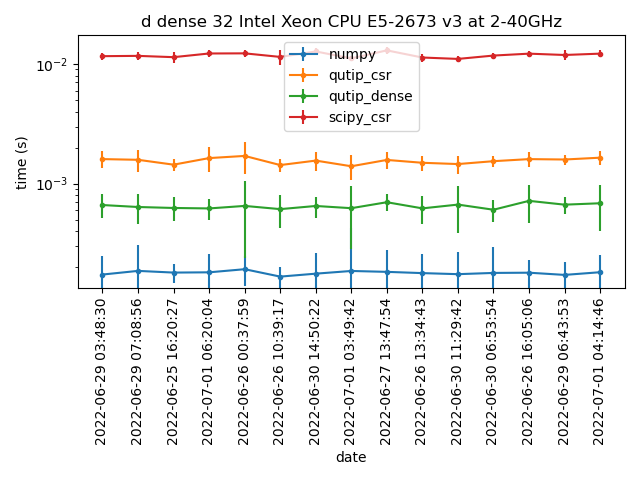 d dense 32 Intel Xeon CPU E5-2673 v3 at 2-40GHz
numpy
qutip_csr
qutip_dense
scipy_csr
time (s)
10⁻²
10⁻³
2022-06-29 03:48:30
2022-06-29 07:08:56
2022-06-25 16:20:27
2022-07-01 06:20:04
2022-06-26 00:37:59
2022-06-26 10:39:17
2022-06-30 14:50:22
2022-07-01 03:49:42
2022-06-27 13:47:54
2022-06-26 13:34:43
2022-06-30 11:29:42
2022-06-30 06:53:54
2022-06-26 16:05:06
2022-06-29 06:43:53
2022-07-01 04:14:46
date